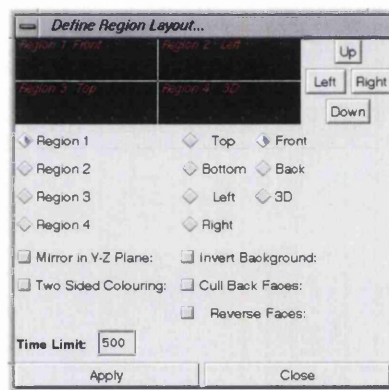 Define Region Layout...
Region 1 Front Region 2 Left
Region 3 Top Region 4 3D
Up
Left Right
Down
Region 1 Top Front
Region 2 Bottom Back
Region 3 Left 3D
Region 4 Right
Mirror in Y-Z Plane: Invert Background:
Two Sided Colouring: Cull Back Faces:
Reverse Faces:
Time Limit: 500
Apply Close